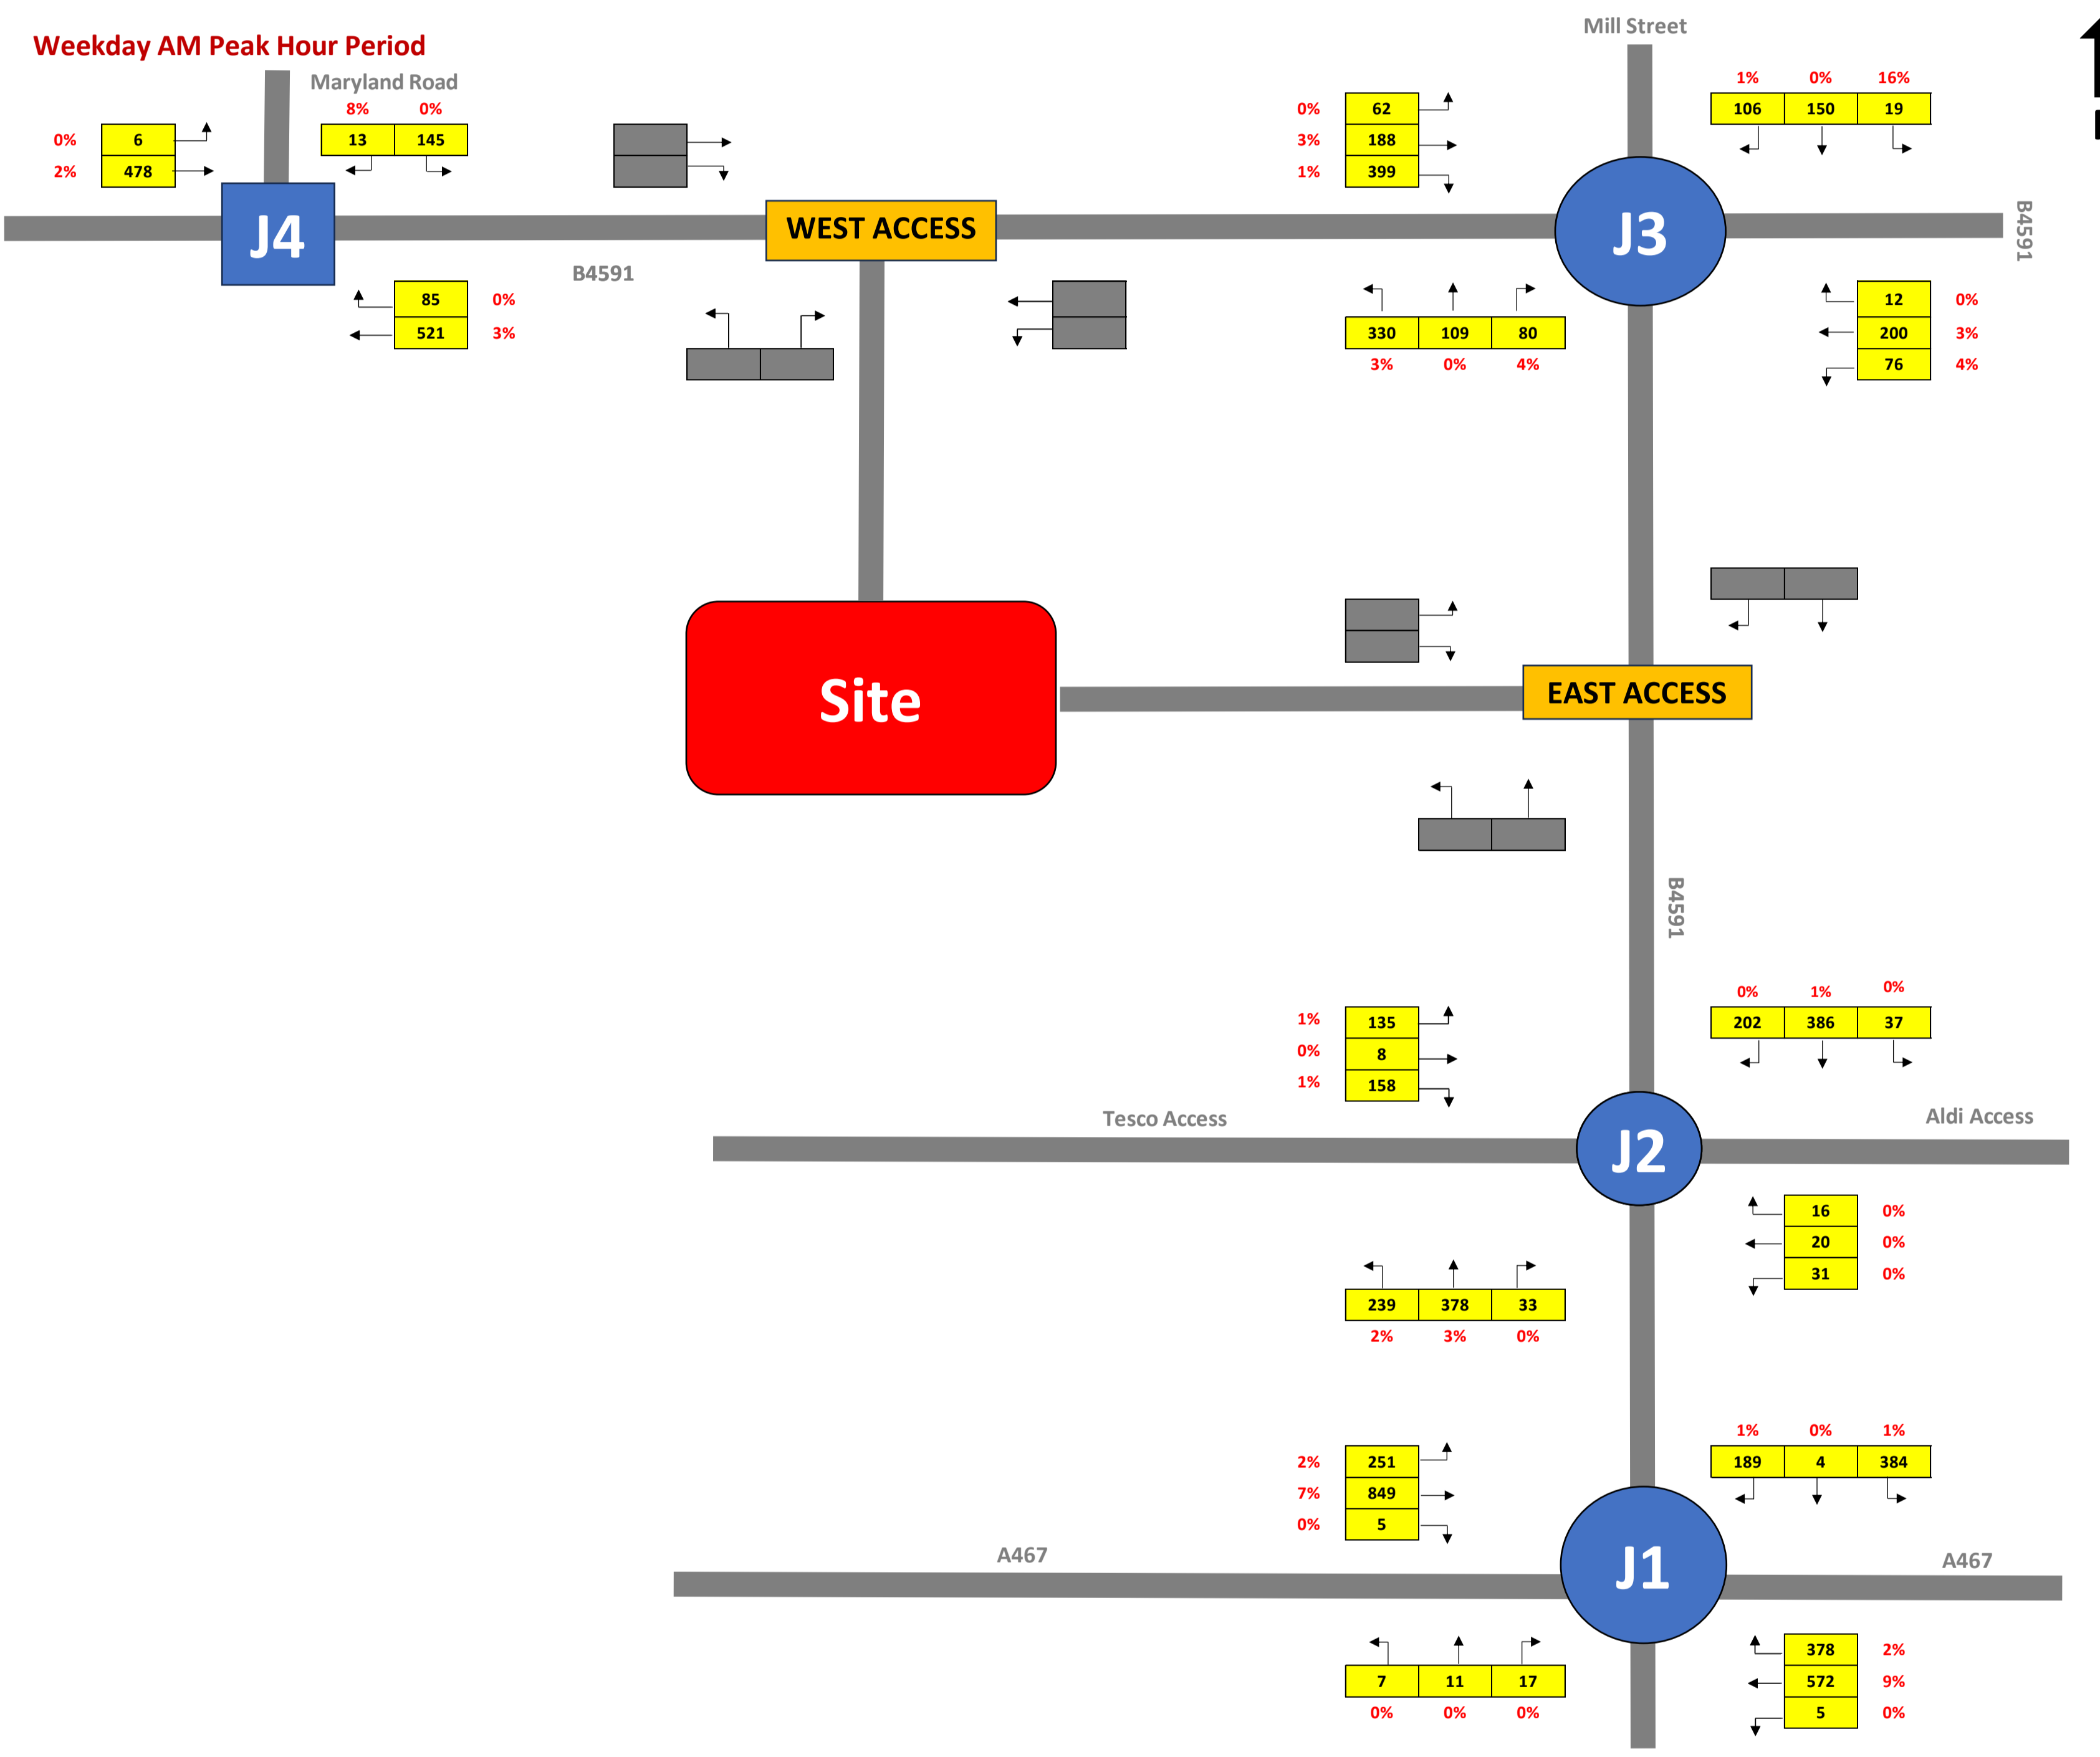 Mill Street
Weekday AM Peak Hour Period
Maryland Road
8% 0%
0% 6
13 145
2% 478
0% 62
3% 188
1% 399
1% 0% 16%
106 150 19
J4
WEST ACCESS
J3
B4591
B4591
85 0%
521 3%
330 109 80
3% 0% 4%
12 0%
200 3%
76 4%
Site
EAST ACCESS
B4591
1% 135
0% 8
1% 158
0% 1% 0%
202 386 37
Tesco Access
Aldi Access
J2
16 0%
20 0%
31 0%
239 378 33
2% 3% 0%
2% 251
7% 849
0% 5
1% 0% 1%
189 4 384
A467
A467
J1
7 11 17
0% 0% 0%
378 2%
572 9%
5 0%